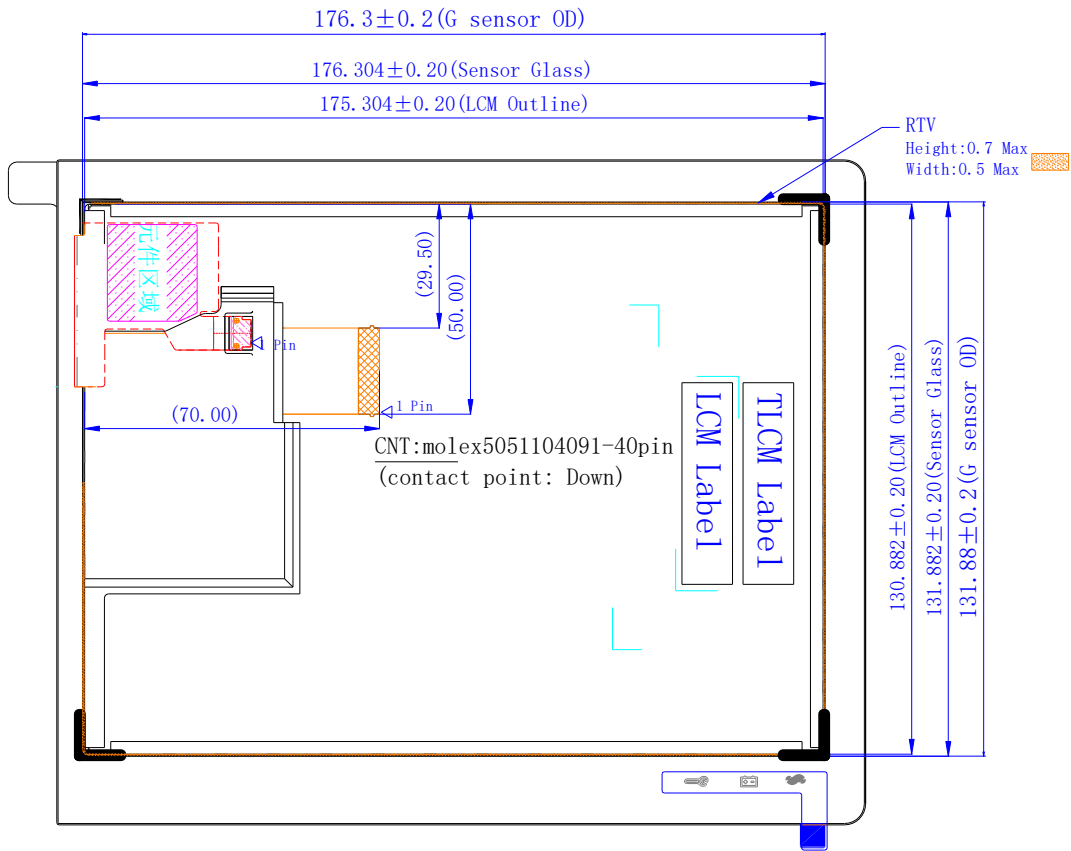 176.3±0.2(G sensor OD)
176.304±0.20(Sensor Glass)
175.304±0.20(LCM Outline)
RTV
Height:0.7 Max
Width:0.5 Max
元件区域
(29.50)
(50.00)
1 Pin
1 Pin
(70.00)
CNT:molex5051104091-40pin
(contact point: Down)
LCM Label
TLCM Label
130.882±0.20(LCM Outline)
131.882±0.20(Sensor Glass)
131.88±0.2(G sensor OD)